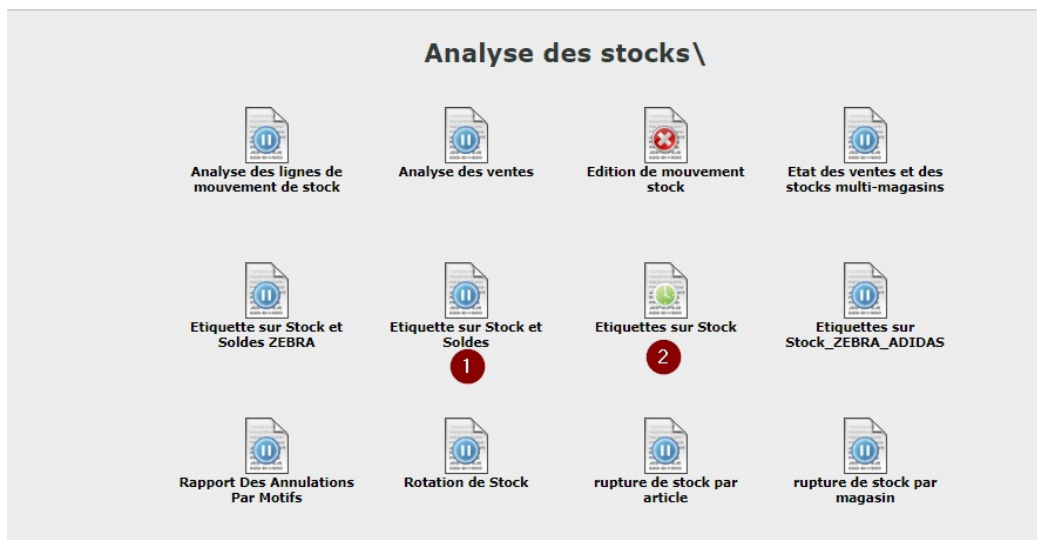 Analyse des stocks\
Analyse des lignes de
mouvement de stock
Analyse des ventes
Edition de mouvement
stock
Etat des ventes et des
stocks multi-magasins
Etiquette sur Stock et
Soldes ZEBRA
Etiquette sur Stock et
Soldes
1
Etiquettes sur Stock
2
Etiquettes sur
Stock_ZEBRA_ADIDAS
Rapport Des Annulations
Par Motifs
Rotation de Stock
rupture de stock par
article
rupture de stock par
magasin